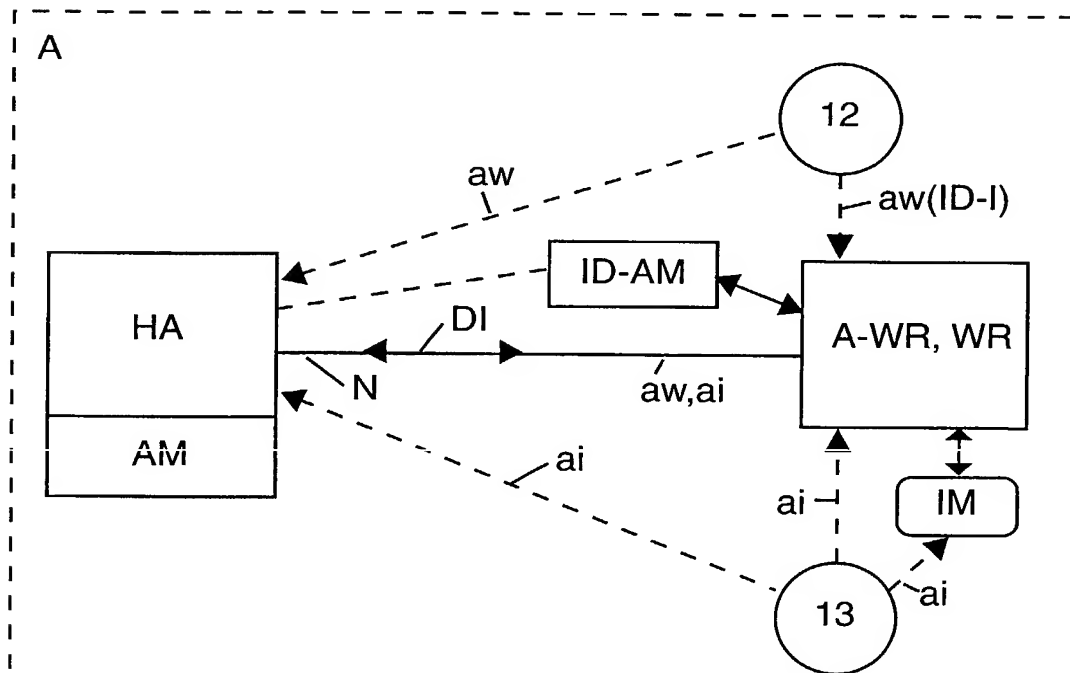 A
12
aw
aw(ID-I)
ID-AM
HA
DI
A-WR, WR
N
aw,ai
AM
ai
ai
IM
ai
13